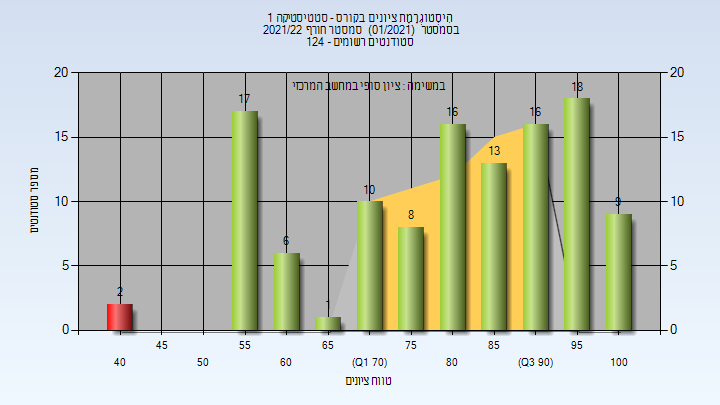 הִיסְטוֹגְרָמַת ציונים בקורס - סטטיסטיקה 1
בסמסטר (01/2021) סמסטר חורף 2021/22
סטודנטים רשומים - 124
במשימה : ציון סופי במחשב המרכזי
20 20
15 15
10 10
5 5
0 0
מספר סטודנטים
2 17 6 1 10 8 16 13 16 18 9
45 55 65 75 85 95
40 50 60 (Q1 70) 80 (Q3 90) 100
טווח ציונים